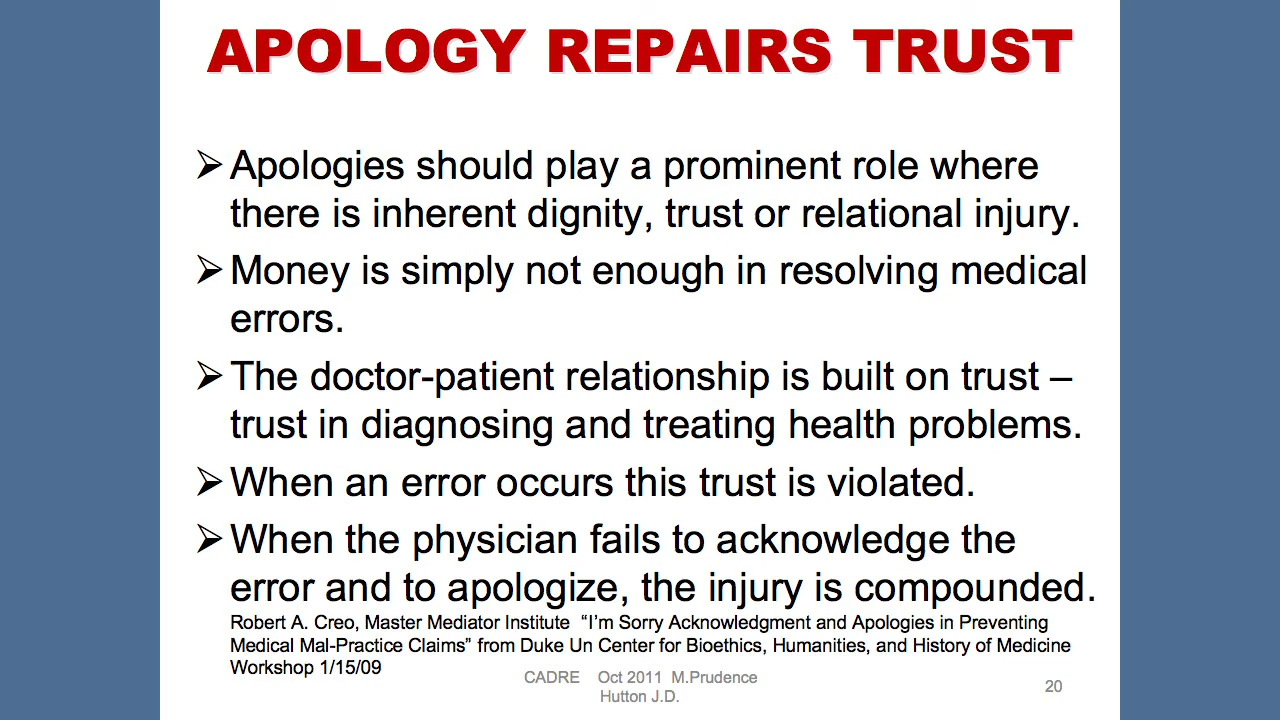 APOLOGY REPAIRS TRUST
➢ Apologies should play a prominent role where
there is inherent dignity, trust or relational injury.
➢ Money is simply not enough in resolving medical
errors.
➢ The doctor-patient relationship is built on trust –
trust in diagnosing and treating health problems.
➢ When an error occurs this trust is violated.
➢ When the physician fails to acknowledge the
error and to apologize, the injury is compounded.
Robert A. Creo, Master Mediator Institute “I’m Sorry Acknowledgment and Apologies in Preventing
Medical Mal-Practice Claims” from Duke Un Center for Bioethics, Humanities, and History of Medicine
Workshop 1/15/09
CADRE Oct 2011 M.Prudence
Hutton J.D.
20